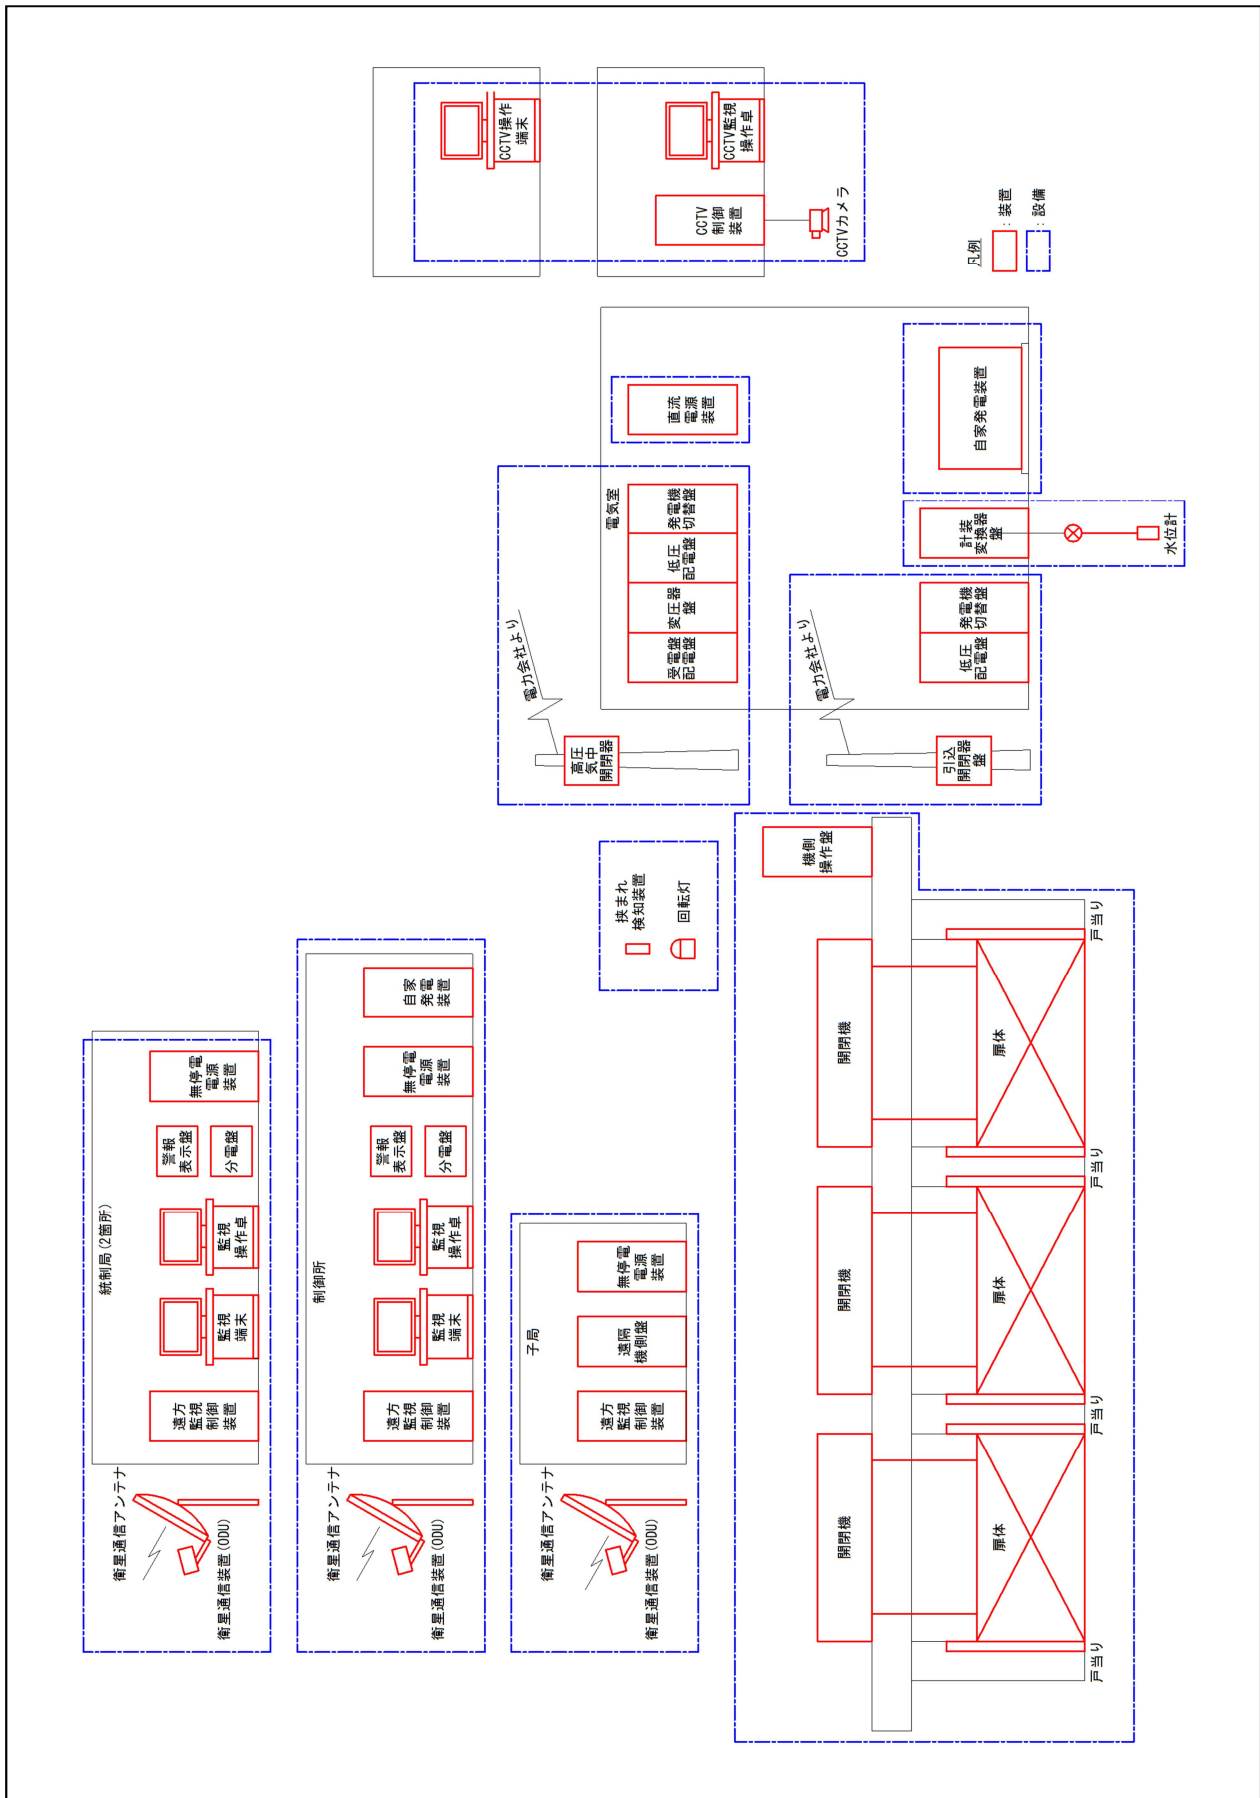 統制局(2箇所)
衛星通信アンテナ
衛星通信装置(ODU)
遠方
監視
制御
装置
監視
端末
監視
操作卓
警報
表示盤
分電盤
無停電
電源
装置
制御所
衛星通信アンテナ
衛星通信装置(ODU)
遠方
監視
制御
装置
監視
端末
監視
操作卓
警報
表示盤
分電盤
無停電
電源
装置
自家
発電
装置
子局
衛星通信アンテナ
衛星通信装置(ODU)
遠方
監視
制御
装置
遠隔
機側盤
無停電
電源
装置
挟まれ
検知装置
回転灯
開閉機
開閉機
開閉機
機側
操作盤
扉体
扉体
扉体
戸当り
戸当り
戸当り
戸当り
電力会社より
高圧
気中
開閉器
電気室
受電盤
配電盤
変圧器
盤
低圧
配電盤
発電機
切替盤
直流
電源
装置
電力会社より
引込
開閉器
盤
低圧
配電盤
発電機
切替盤
計装
変換器
盤
水位計
自家発電装置
CCTV操作
端末
CCTV
制御
装置
CCTV監視
操作卓
CCTVカメラ
凡例
：装置
：設備